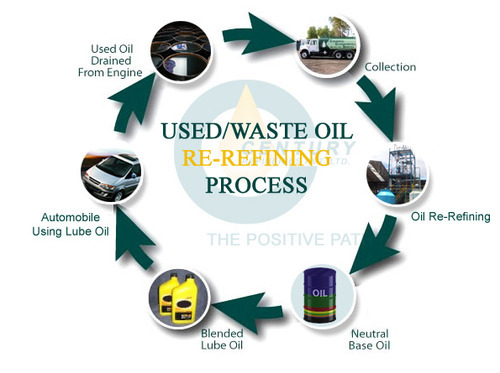 Used Oil
Drained
From Engine
Collection
USED/WASTE OIL
RE-REFINING
PROCESS
CENTURY
LTD.
THE POSITIVE PAT
Oil Re-Refining
Automobile
Using Lube Oil
OIL
Blended
Lube Oil
Neutral
Base Oil